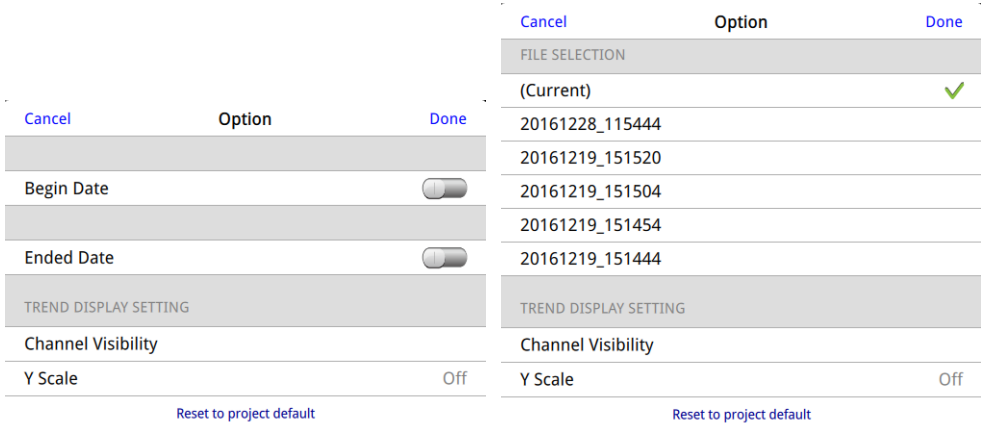 Cancel Option Done
Begin Date
Ended Date
TREND DISPLAY SETTING
Channel Visibility
Y Scale Off
Reset to project default
Cancel Option Done
FILE SELECTION
(Current)
20161228_115444
20161219_151520
20161219_151504
20161219_151454
20161219_151444
TREND DISPLAY SETTING
Channel Visibility
Y Scale Off
Reset to project default